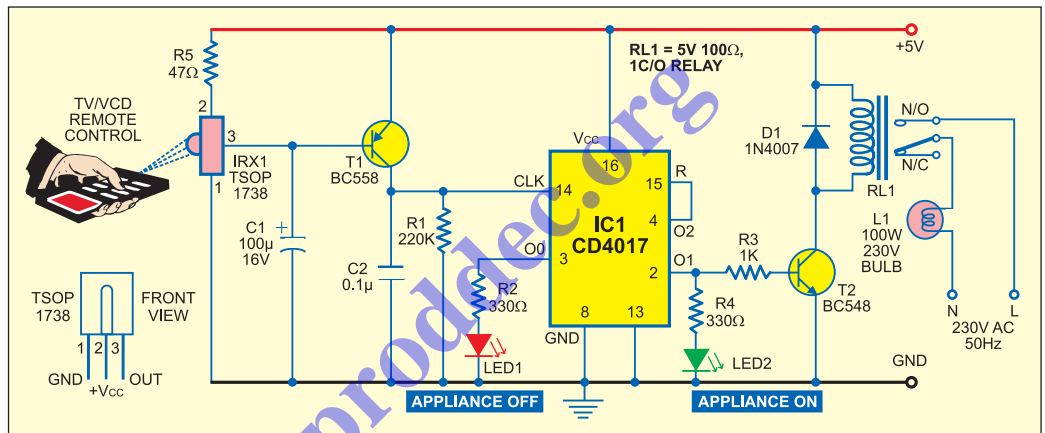 +5V
RL1 = 5V 100Ω,
1C/O RELAY
R5
47Ω
TV/VCD
REMOTE
CONTROL
2
3
1
IRX1
TSOP
1738
T1
BC558
C1
100µ
16V
+
R1
220K
C2
0.1µ
CLK
14
Vcc
16
15
R
4
O2
IC1
CD4017
O0
3
2
O1
8
13
GND
R2
330Ω
LED1
R3
1K
R4
330Ω
LED2
D1
1N4007
RL1
N/O
N/C
L1
100W
230V
BULB
T2
BC548
N
L
230V AC
50Hz
GND
TSOP
1738
FRONT
VIEW
1
2
3
GND
+Vcc
OUT
APPLIANCE OFF
APPLIANCE ON
proddec.org